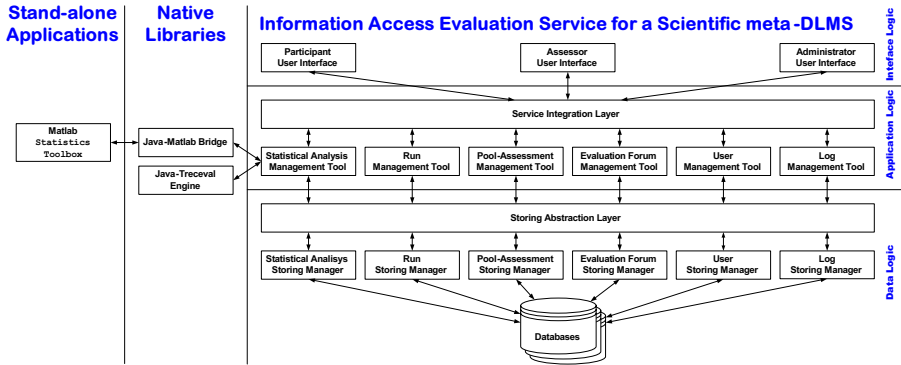 Stand-alone
Applications
Native
Libraries
Information Access Evaluation Service for a Scientific meta -DLMS
Inteface Logic
Participant
User Interface
Assessor
User Interface
Administrator
User Interface
Application Logic
Service Integration Layer
Matlab
Statistics
Toolbox
Java-Matlab Bridge
Java-Treceval
Engine
Statistical Analysis
Management Tool
Run
Management Tool
Pool-Assessment
Management Tool
Evaluation Forum
Management Tool
User
Management Tool
Log
Management Tool
Data Logic
Storing Abstraction Layer
Statistical Analisys
Storing Manager
Run
Storing Manager
Pool-Assessment
Storing Manager
Evaluation Forum
Storing Manager
User
Storing Manager
Log
Storing Manager
Databases